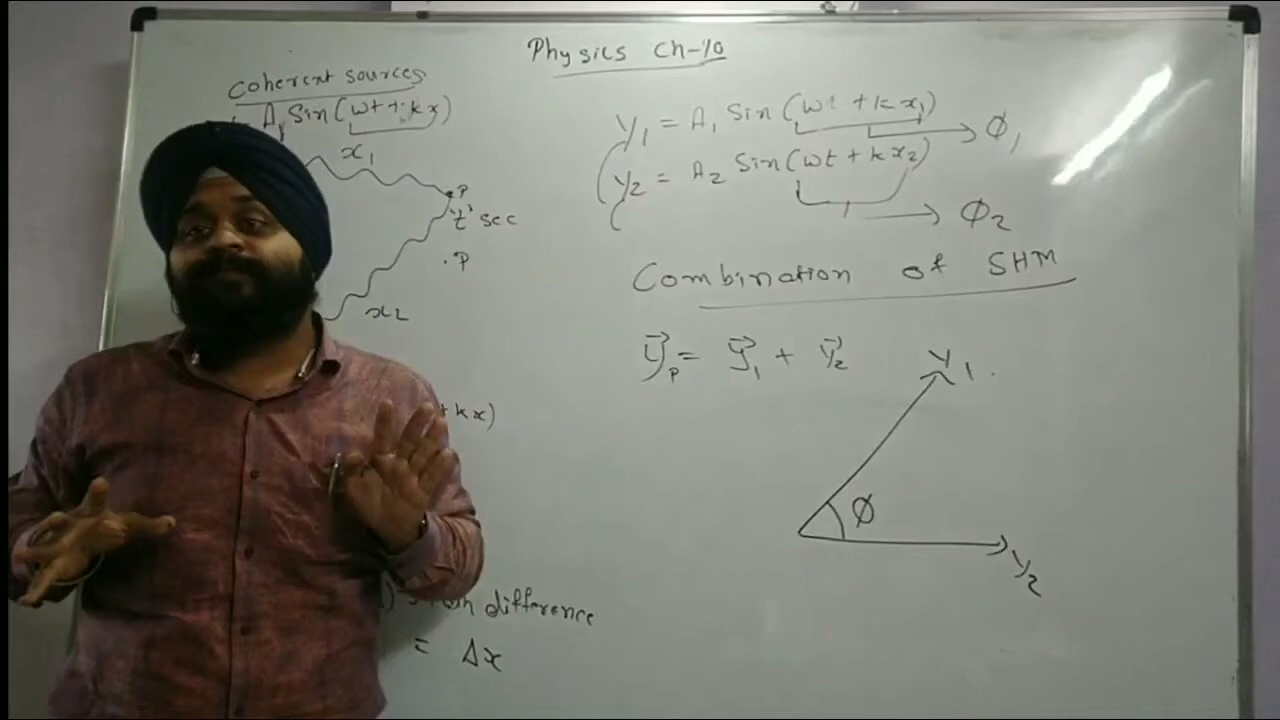 Physics Ch-10
Coherent sources
A₁ Sin(wt + kx)
x₁
P
't' sec
.P
x₂
+ kx)
difference
= Δx
y₁ = A₁ Sin(wt + kx₁) → ϕ₁
y₂ = A₂ Sin(wt + kx₂)
→ ϕ₂
Combination of SHM
y⃗ₚ = y⃗₁ + y⃗₂
y₁
ϕ
y₂